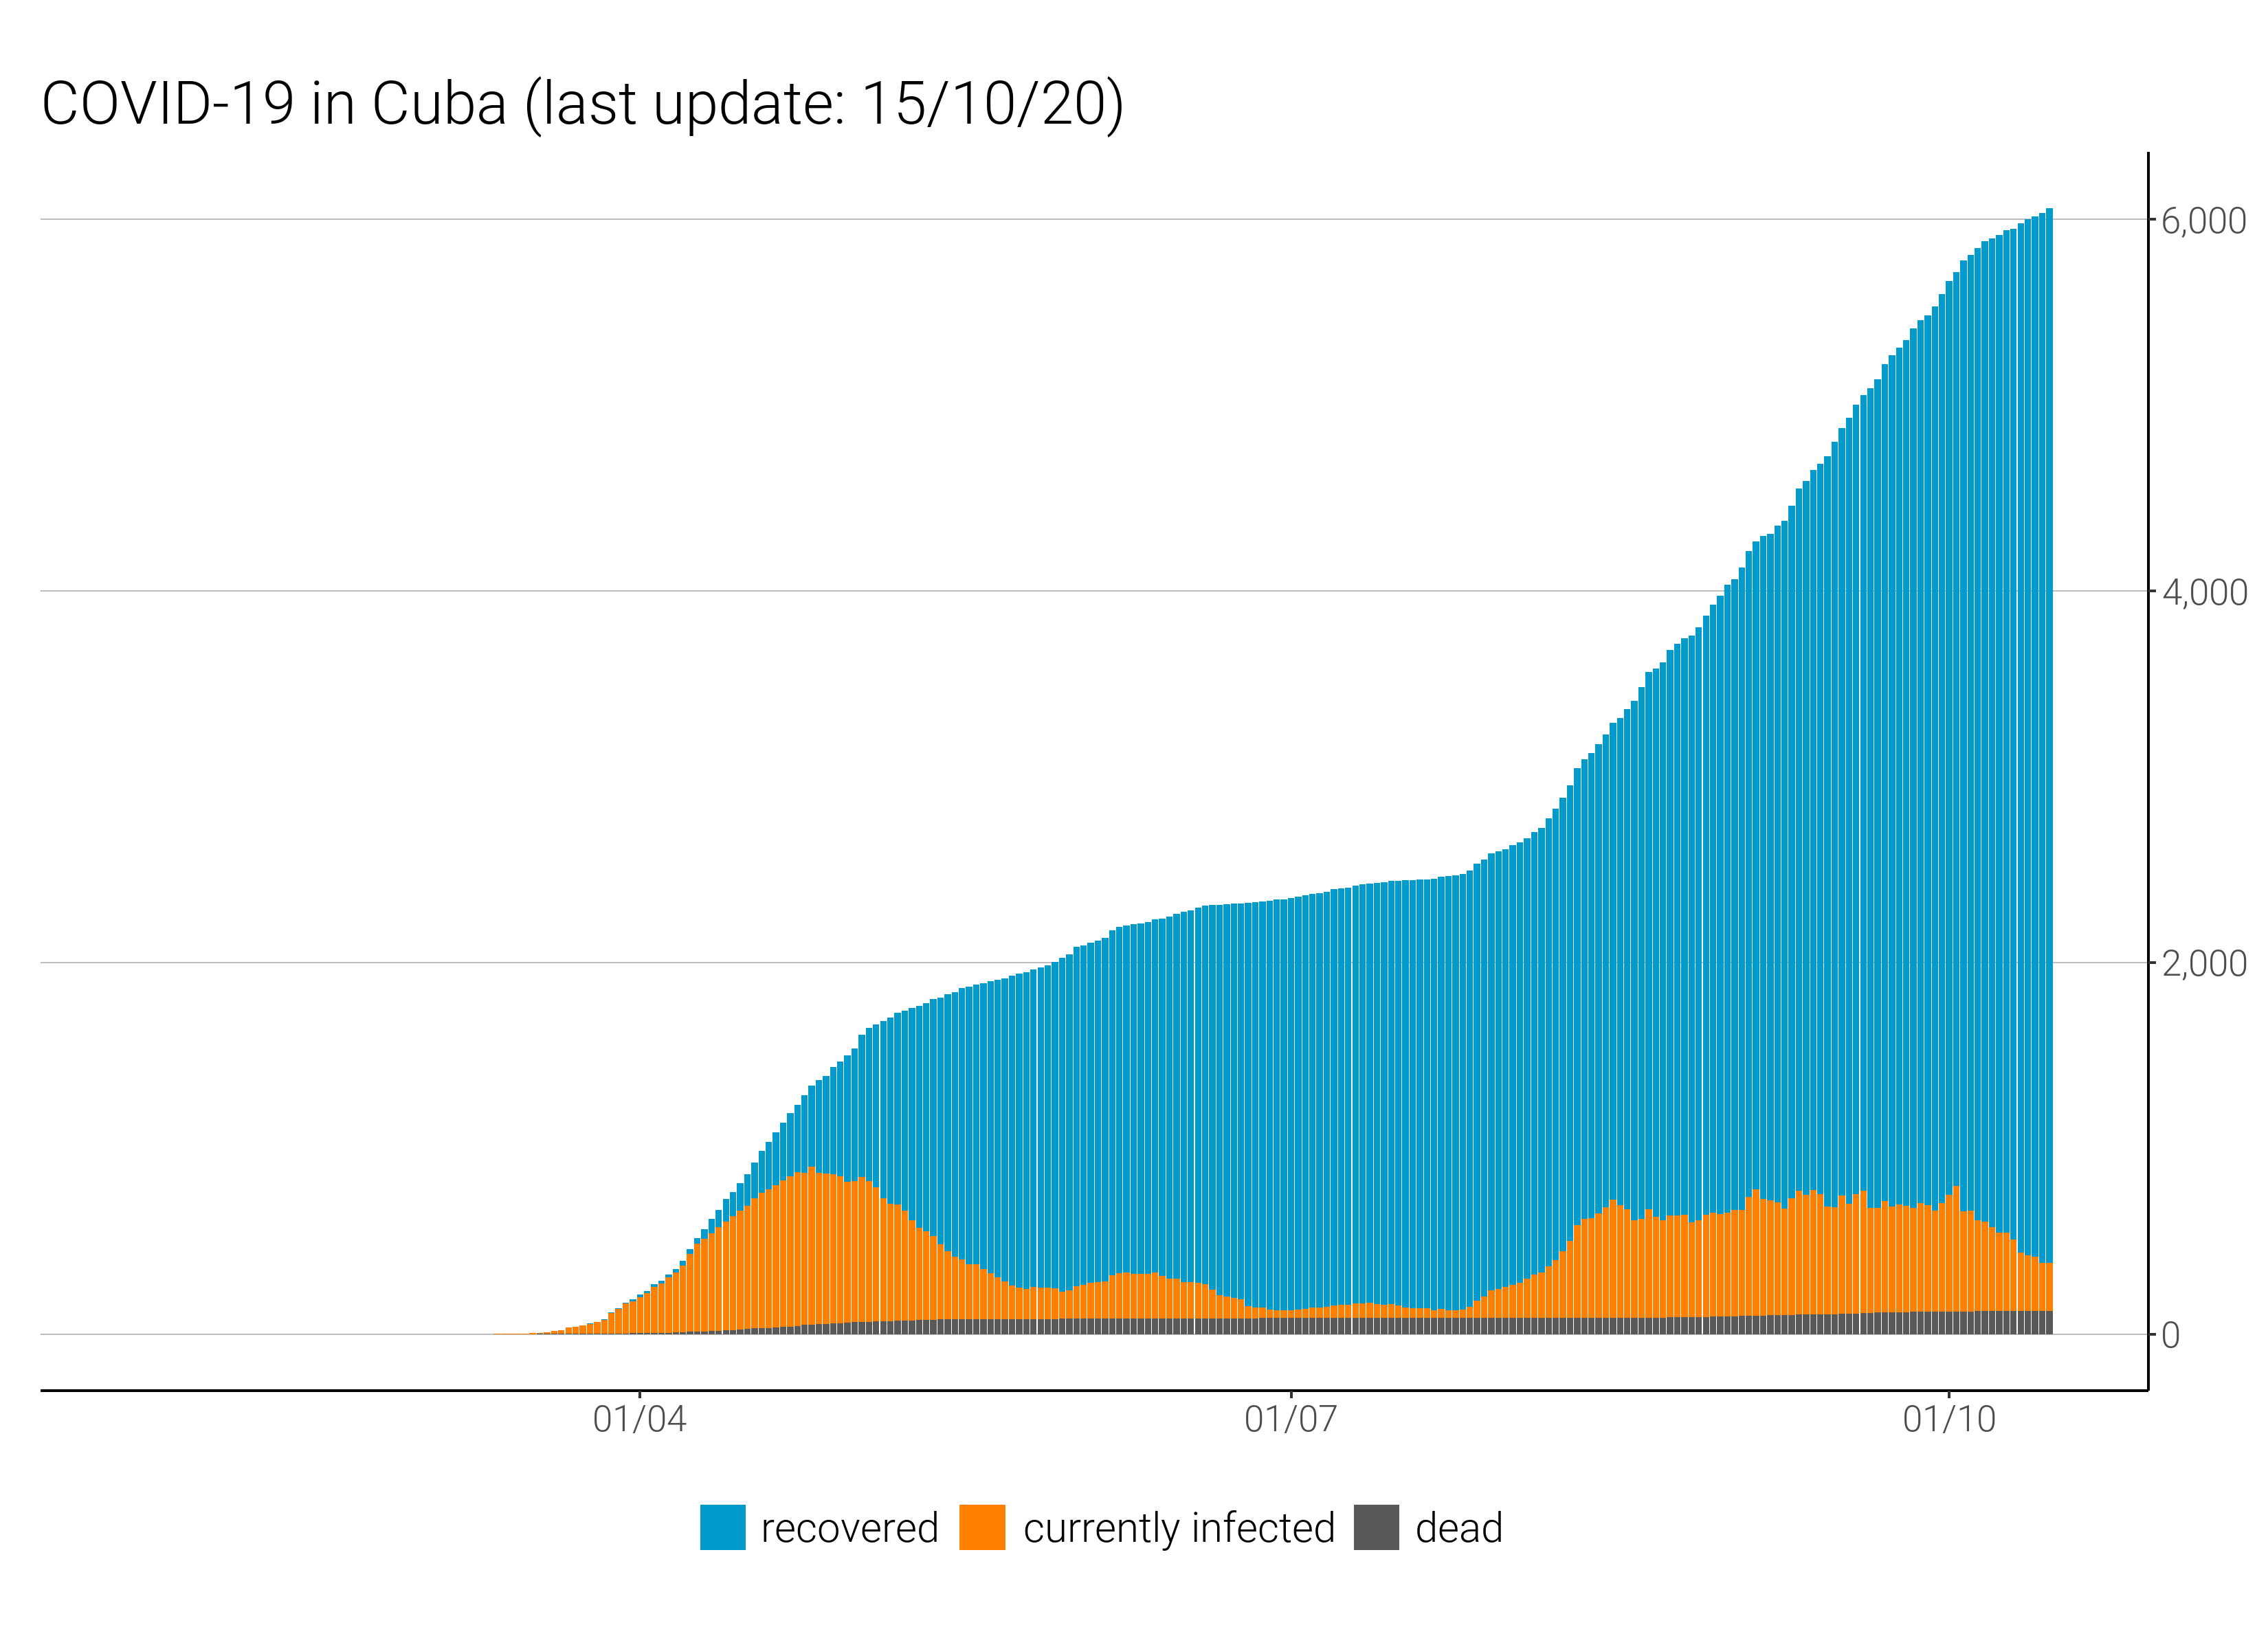 COVID-19 in Cuba (last update: 15/10/20)
6,000
4,000
2,000
0
01/04 01/07 01/10
recovered currently infected dead